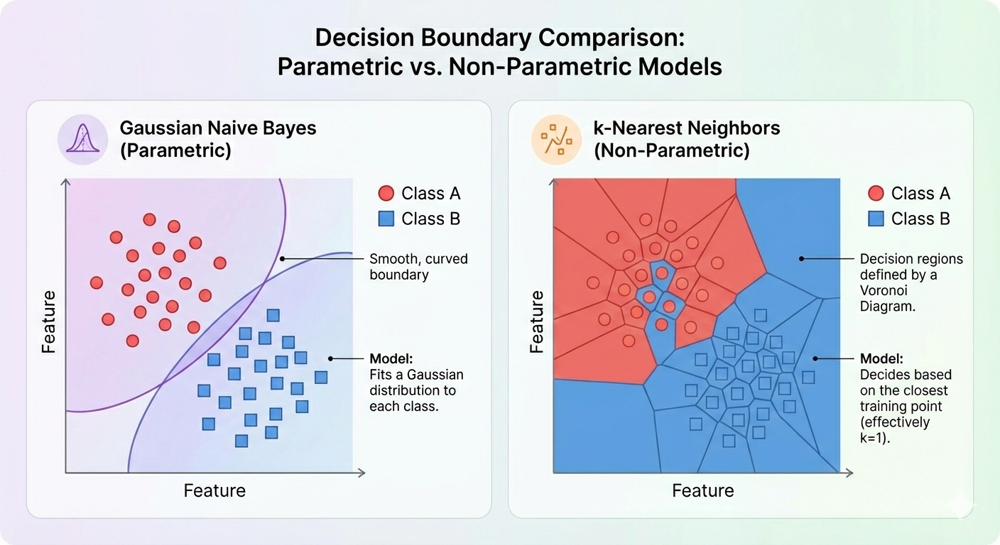 Decision Boundary Comparison:
Parametric vs. Non-Parametric Models
Gaussian Naive Bayes
(Parametric)
Class A
Class B
Smooth, curved
boundary
Model:
Fits a Gaussian
distribution to
each class.
Feature
Feature
k-Nearest Neighbors
(Non-Parametric)
Class A
Class B
Decision regions
defined by a
Voronoi
Diagram.
Model:
Decides based
on the closest
training point
(effectively
k=1).
Feature
Feature